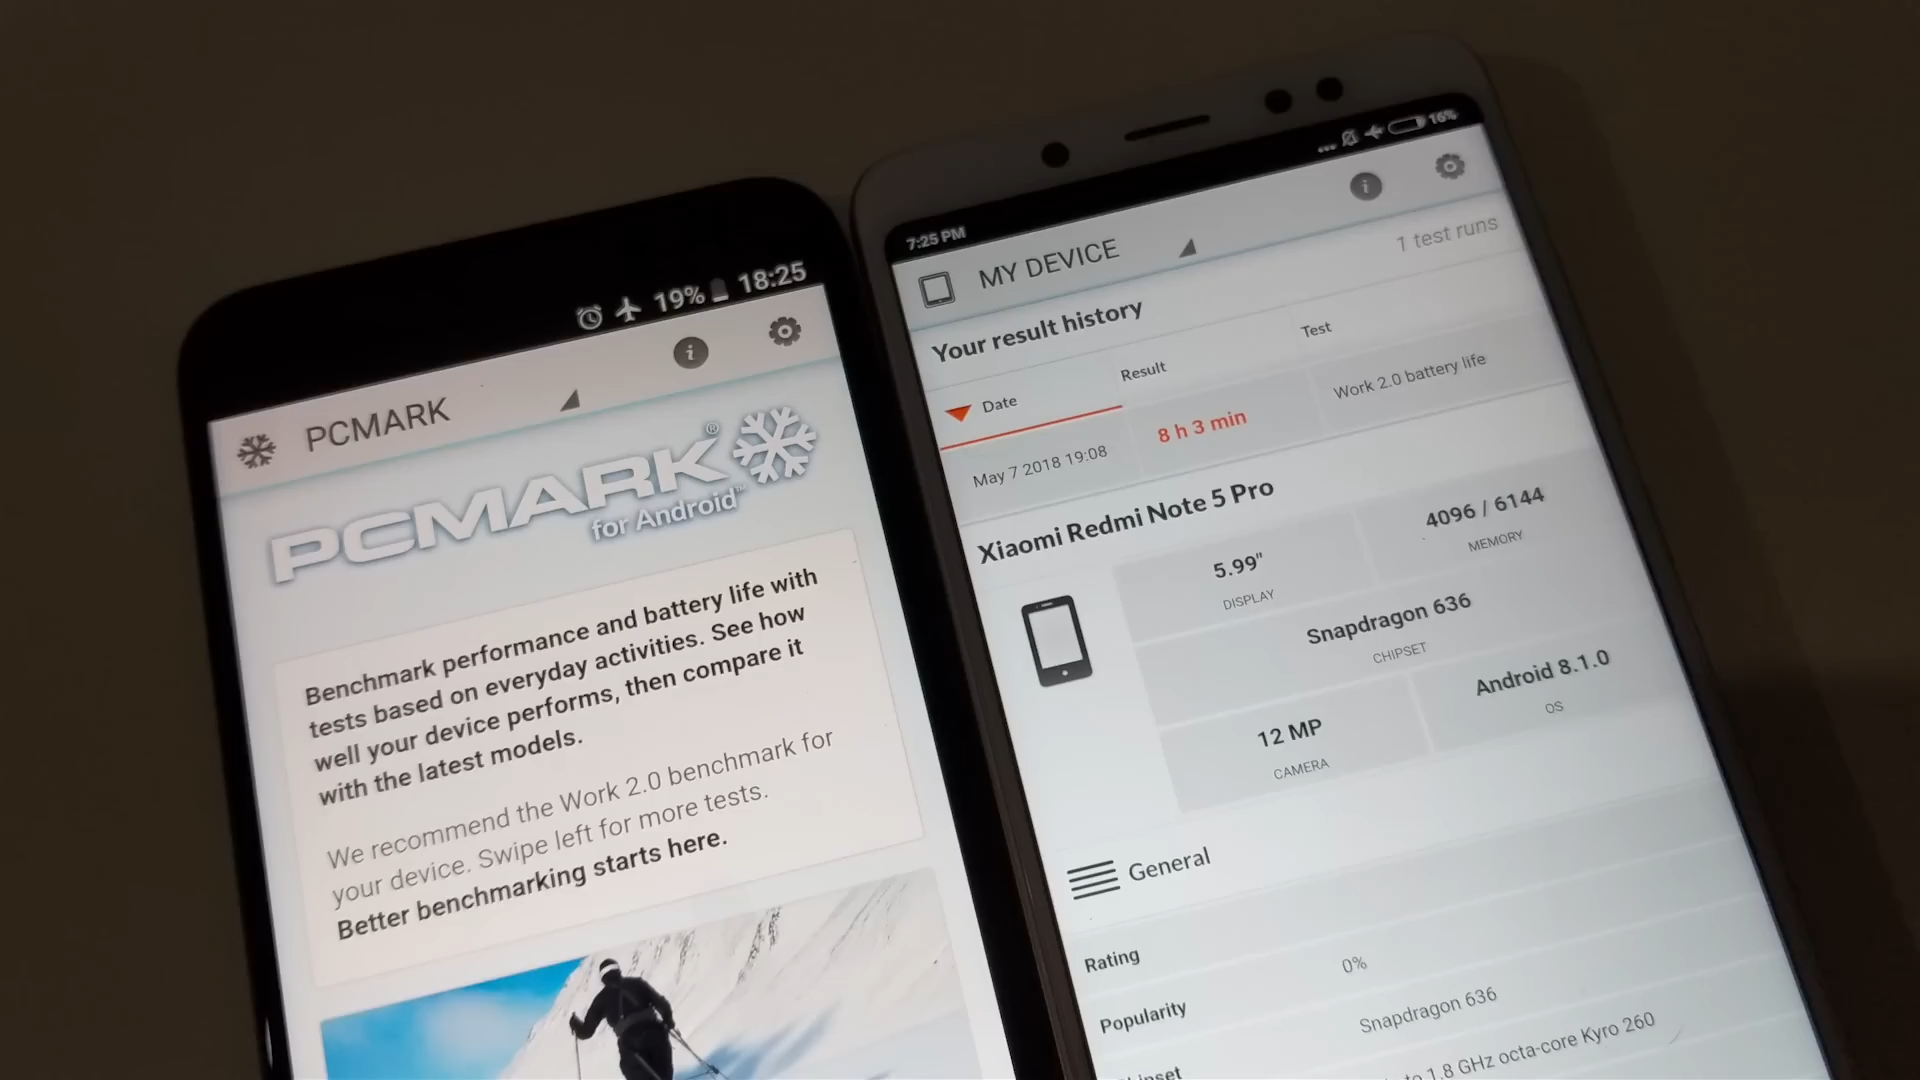 19% 18:25
PCMARK
PCMARK®
for Android™
Benchmark performance and battery life with
tests based on everyday activities. See how
well your device performs, then compare it
with the latest models.
We recommend the Work 2.0 benchmark for
your device. Swipe left for more tests.
Better benchmarking starts here.
7:25 PM 16%
MY DEVICE
1 test runs
Your result history
Date Result Test
May 7 2018 19:08 8 h 3 min Work 2.0 battery life
Xiaomi Redmi Note 5 Pro
5.99" 4096 / 6144
DISPLAY MEMORY
Snapdragon 636
CHIPSET
12 MP Android 8.1.0
CAMERA OS
General
Rating
Popularity 0%
Snapdragon 636
1.8 GHz octa-core Kyro 260